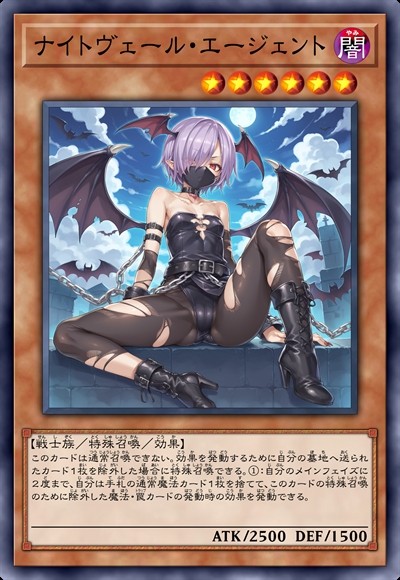 ナイトヴェール・エージェント
闇
【戦士族／特殊召喚／効果】
このカードは通常召喚できない。効果を発動するために自分の墓地へ送ら
れたカード1枚を除外した場合に特殊召喚できる。①:自分のメインフェイズに
2度まで、自分は手札の通常魔法カード1枚を捨てて、このカードの特殊召喚
のために除外した魔法・罠カードの発動時の効果を発動できる。
ATK/2500 DEF/1500